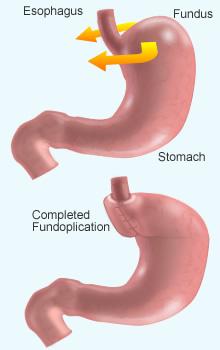 Esophagus
Fundus
Stomach
Completed
Fundoplication